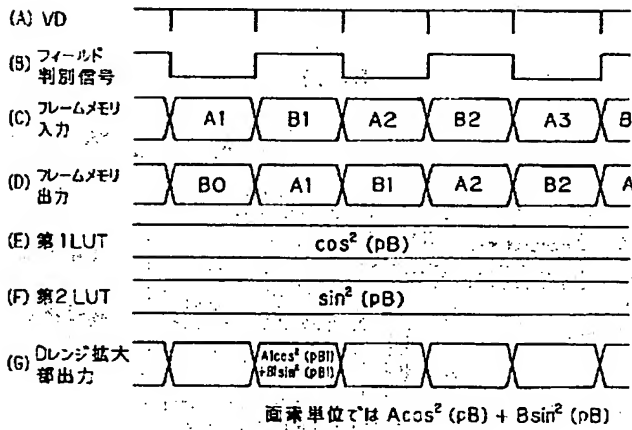 (A) VD
(B) フィールド
判別信号
(C) フレームメモリ
入力
A1 B1 A2 B2 A3 B
(D) フレームメモリ
出力
B0 A1 B1 A2 B2 A
(E) 第1LUT
cos² (pB)
(F) 第2LUT
sin² (pB)
(G) Dレンジ拡大
部出力
A1cos² (pB1)
+B1sin² (pB1)
画素単位では Acos² (pB) + Bsin² (pB)